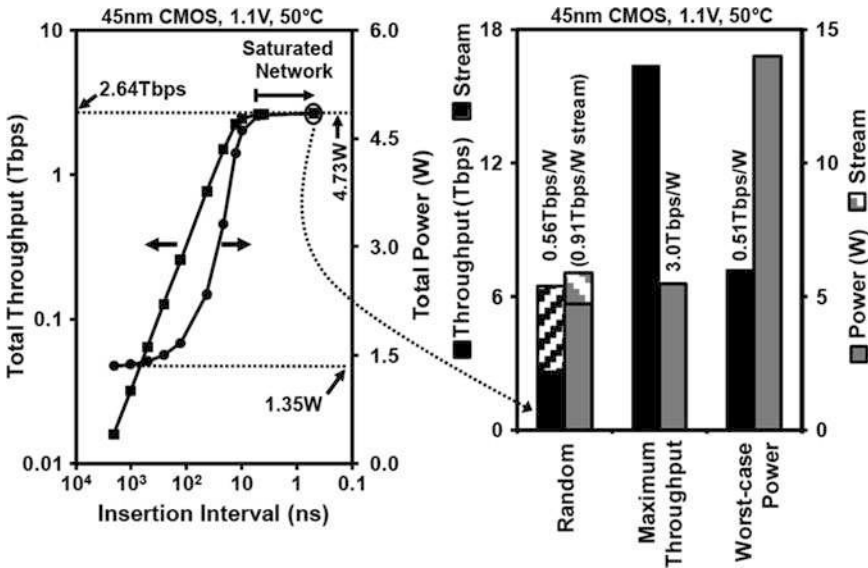 45nm CMOS, 1.1V, 50°C
10
1
0.1
0.01
Total Throughput (Tbps)
6.0
4.5
3.0
1.5
0.0
Total Power (W)
Saturated
Network
2.64Tbps
4.73W
1.35W
10⁴
10³
10²
10
1
0.1
Insertion Interval (ns)
45nm CMOS, 1.1V, 50°C
18
12
6
0
Throughput (Tbps)
Stream
15
10
5
0
Power (W)
Stream
0.56Tbps/W
(0.91Tbps/W stream)
3.0Tbps/W
0.51Tbps/W
Random
Maximum
Throughput
Worst-case
Power